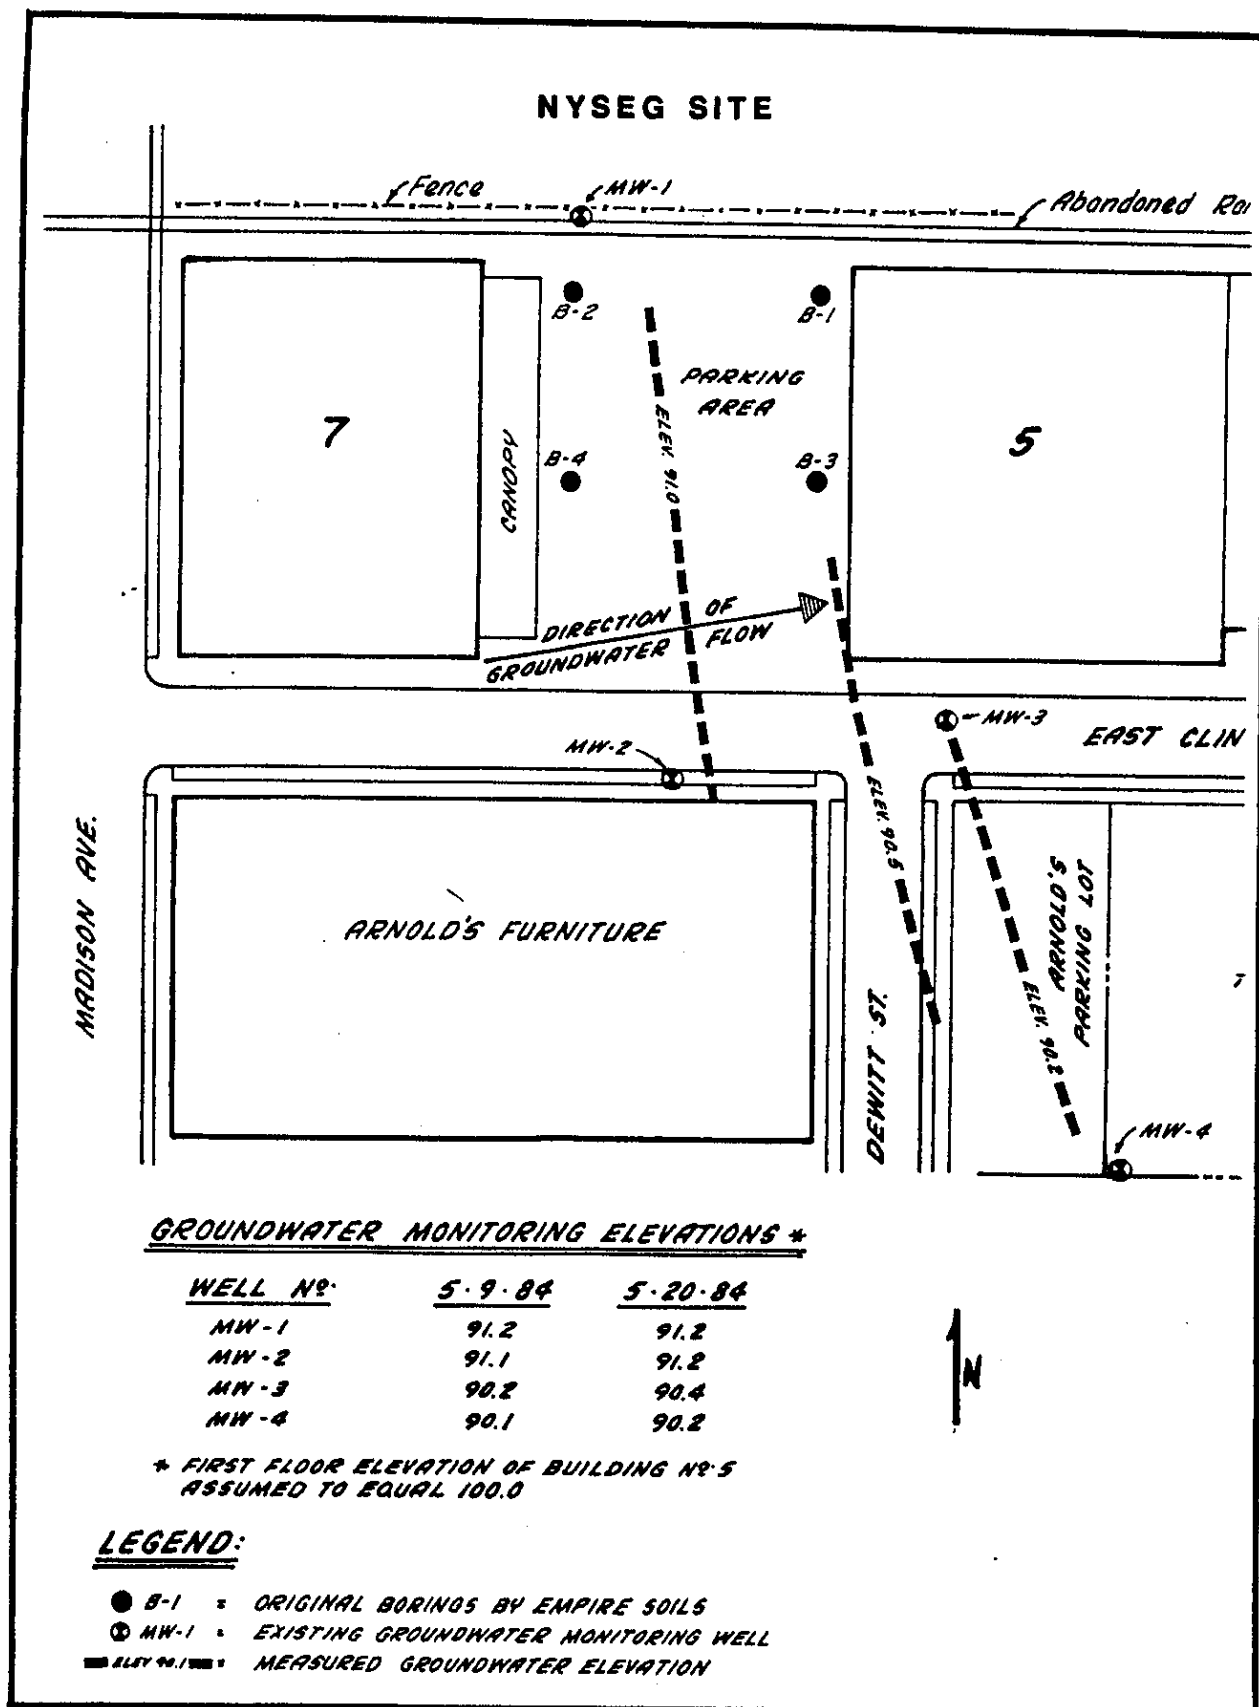 NYSEG SITE
Fence
MW-1
Abandoned
B-2
B-1
PARKING
AREA
ELEV. 91.0
7
CANOPY
5
B-4
B-3
DIRECTION OF
GROUNDWATER FLOW
MW-2
MW-3
EAST CLIN
ELEV. 90.5
MADISON AVE.
ARNOLD'S FURNITURE
ARNOLD'S
PARKING LOT
ELEV. 90.2
DEWITT ST.
MW-4
GROUNDWATER MONITORING ELEVATIONS *
WELL Nº. 5·9·84 5·20·84
MW-1 91.2 91.2
MW-2 91.1 91.2
MW-3 90.2 90.4
MW-4 90.1 90.2
* FIRST FLOOR ELEVATION OF BUILDING Nº.5
ASSUMED TO EQUAL 100.0
N
LEGEND:
B-1 = ORIGINAL BORINGS BY EMPIRE SOILS
MW-1 = EXISTING GROUNDWATER MONITORING WELL
ELEV 90.1 = MEASURED GROUNDWATER ELEVATION